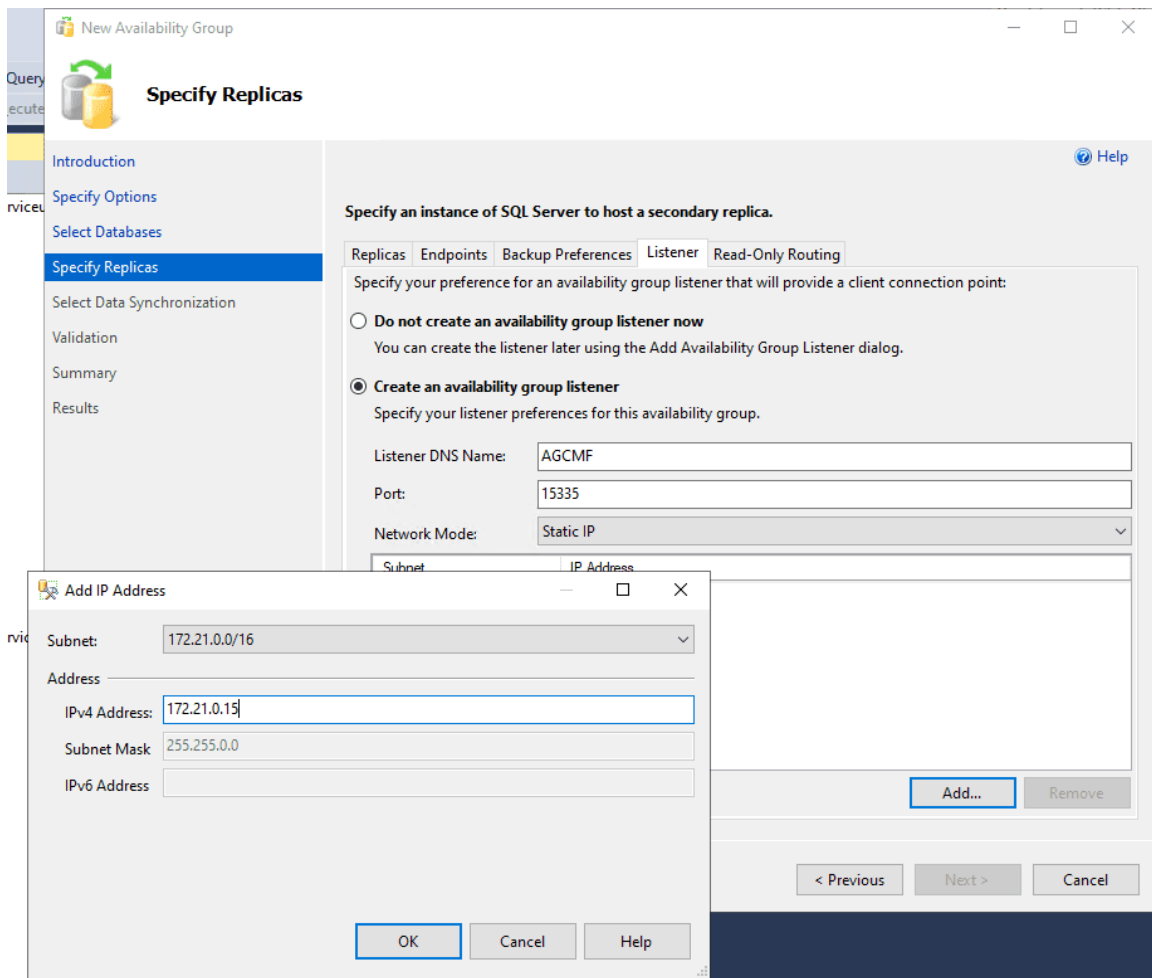 New Availability Group
Query
Specify Replicas
ecute
Introduction
Help
Specify Options
rviceu
Select Databases
Specify an instance of SQL Server to host a secondary replica.
Specify Replicas
Replicas Endpoints Backup Preferences Listener Read-Only Routing
Select Data Synchronization
Specify your preference for an availability group listener that will provide a client connection point:
Validation
Do not create an availability group listener now
You can create the listener later using the Add Availability Group Listener dialog.
Summary
Create an availability group listener
Results
Specify your listener preferences for this availability group.
Listener DNS Name: AGCMF
Port: 15335
Network Mode: Static IP
Subnet IP Address
Add IP Address
rvic
Subnet: 172.21.0.0/16
Address
IPv4 Address: 172.21.0.15
Subnet Mask 255.255.0.0
IPv6 Address
Add... Remove
< Previous Next > Cancel
OK Cancel Help